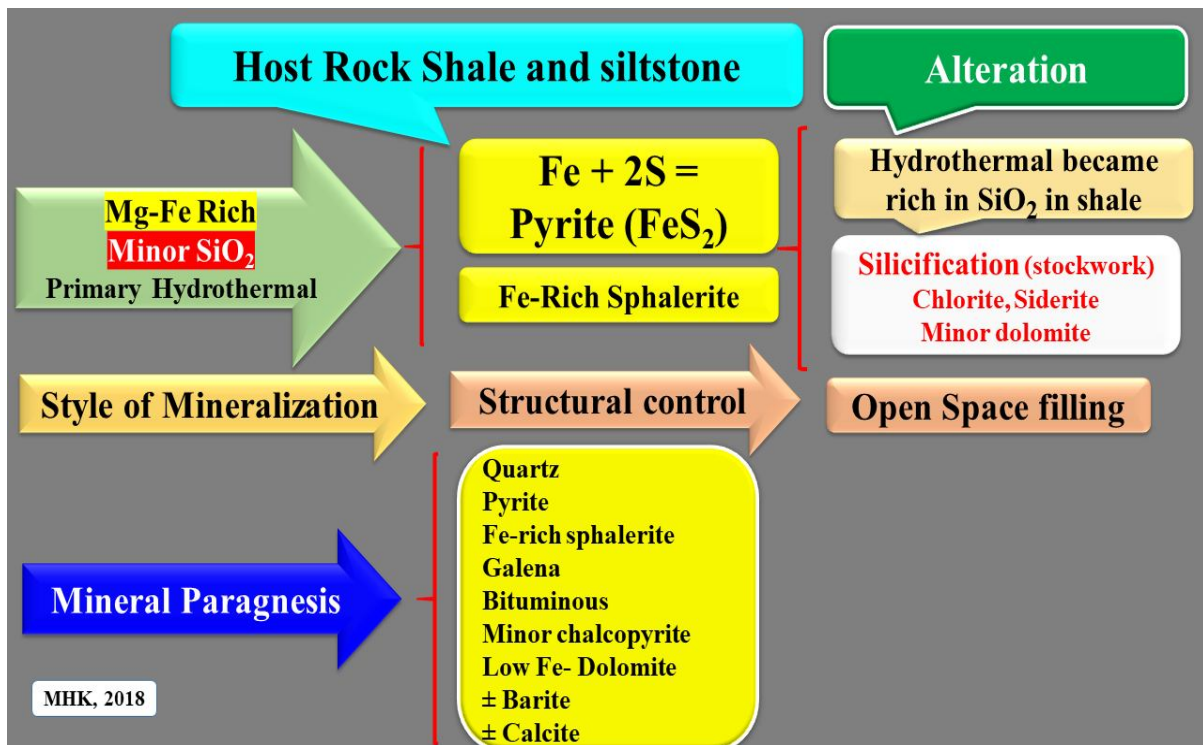 Host Rock Shale and siltstone
Alteration
Mg-Fe Rich
Minor SiO₂
Primary Hydrothermal
Fe + 2S =
Pyrite (FeS₂)
Fe-Rich Sphalerite
Hydrothermal became
rich in SiO₂ in shale
Silicification (stockwork)
Chlorite, Siderite
Minor dolomite
Style of Mineralization
Structural control
Open Space filling
Mineral Paragnesis
Quartz
Pyrite
Fe-rich sphalerite
Galena
Bituminous
Minor chalcopyrite
Low Fe- Dolomite
± Barite
± Calcite
MHK, 2018